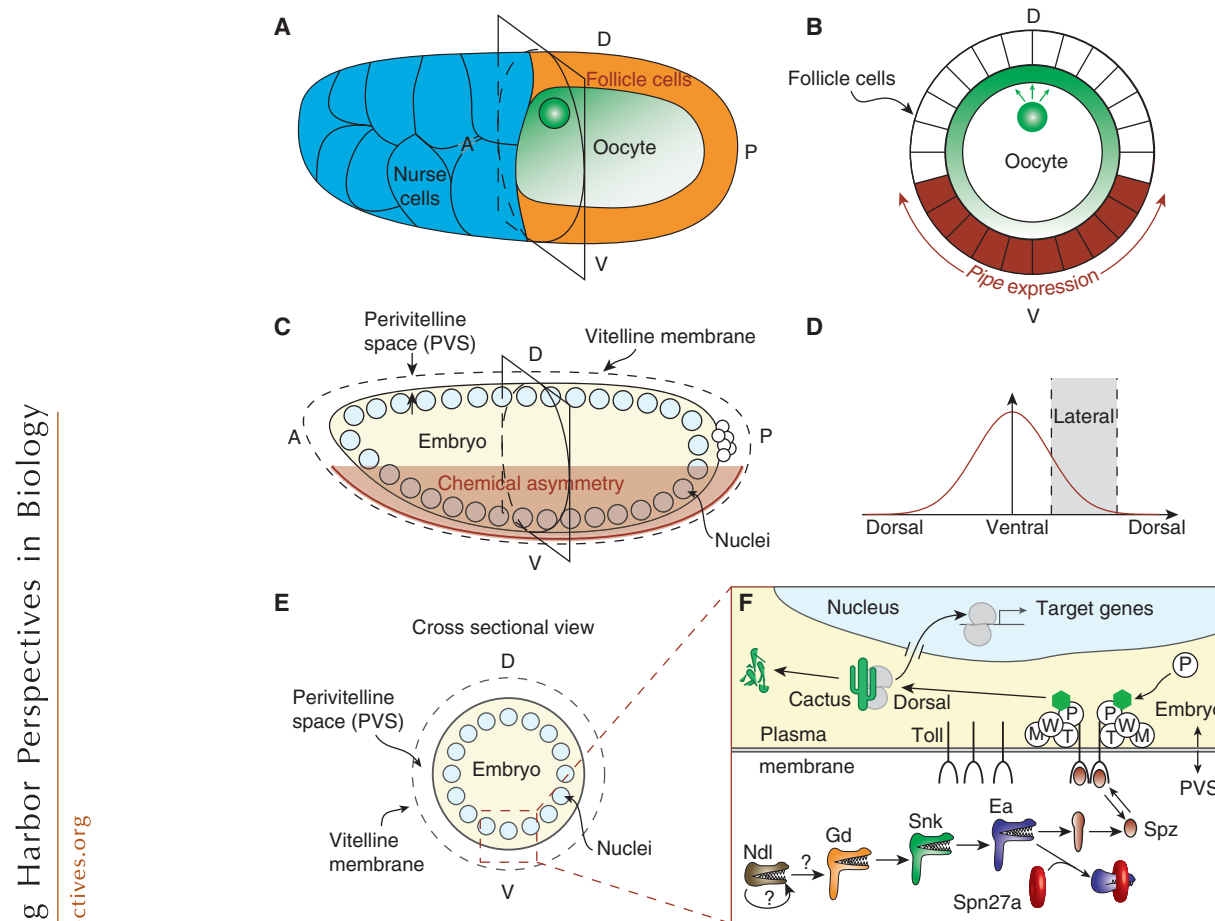 g Harbor Perspectives in Biology
ctives.org
A
D
Follicle cells
A
Oocyte
P
Nurse
cells
V
B
D
Follicle cells
Oocyte
Pipe expression
V
C
Perivitelline
space (PVS)
D
Vitelline membrane
A
Embryo
P
Chemical asymmetry
Nuclei
V
D
Lateral
Dorsal
Ventral
Dorsal
E
Cross sectional view
D
Perivitelline
space (PVS)
Embryo
Vitelline
membrane
Nuclei
V
F
Nucleus
Target genes
P
Cactus
Dorsal
Embryo
P
P
W
W
M
T
T
M
Plasma
Toll
membrane
PVS
Ea
Snk
Spz
Gd
Ndl
?
?
Spn27a